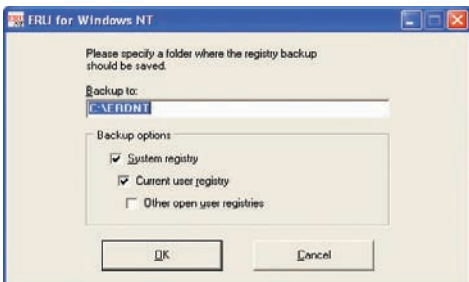 ERU for Windows NT
Please specify a folder where the registry backup
should be saved.
Backup to:
C:\ERDNT
Backup options
System registry
Current user registry
Other open user registries
OK
Cancel